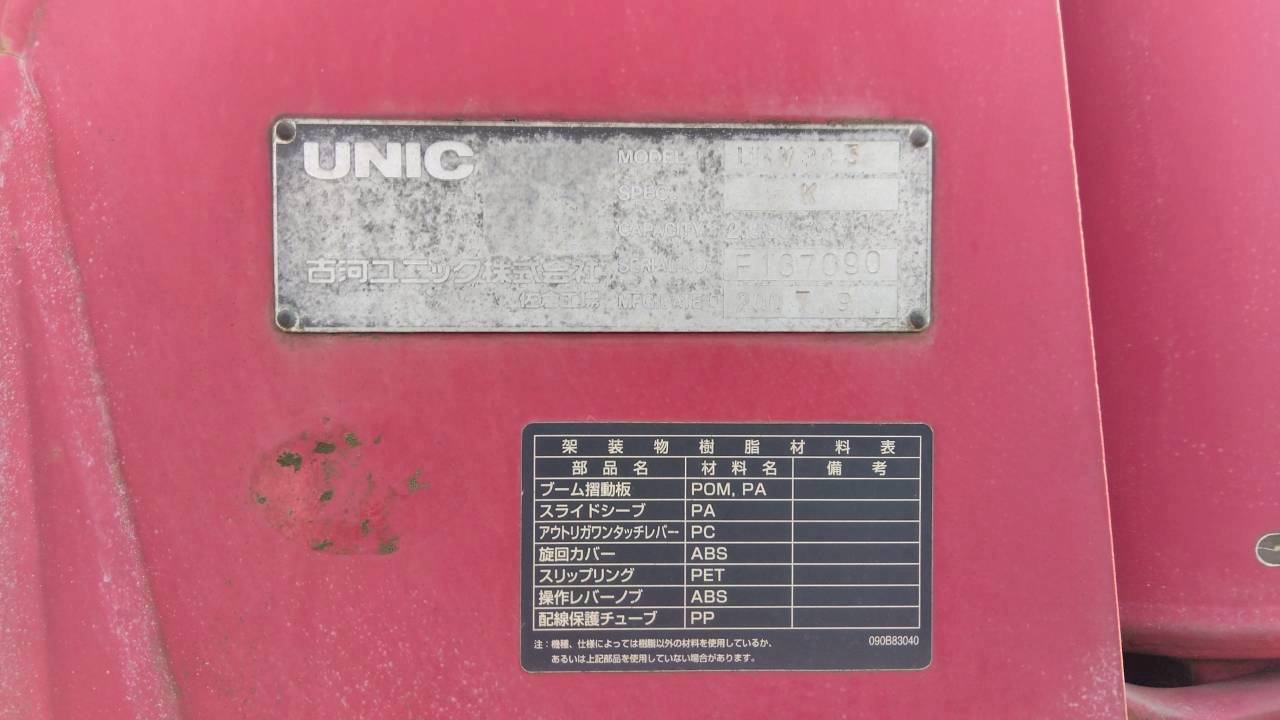 UNIC
古河ユニック株式会社
佐倉工場
MODEL
SPEC. K
CAPACITY
SERIAL NO. F167090
MFG.DATE
架装物樹脂材料表
部品名 材料名 備考
ブーム摺動板 POM, PA
スライドシーブ PA
アウトリガワンタッチレバー PC
旋回カバー ABS
スリップリング PET
操作レバーノブ ABS
配線保護チューブ PP
注:機種、仕様によっては樹脂以外の材料を使用しているか、
あるいは上記部品を使用していない場合があります。
090B83040